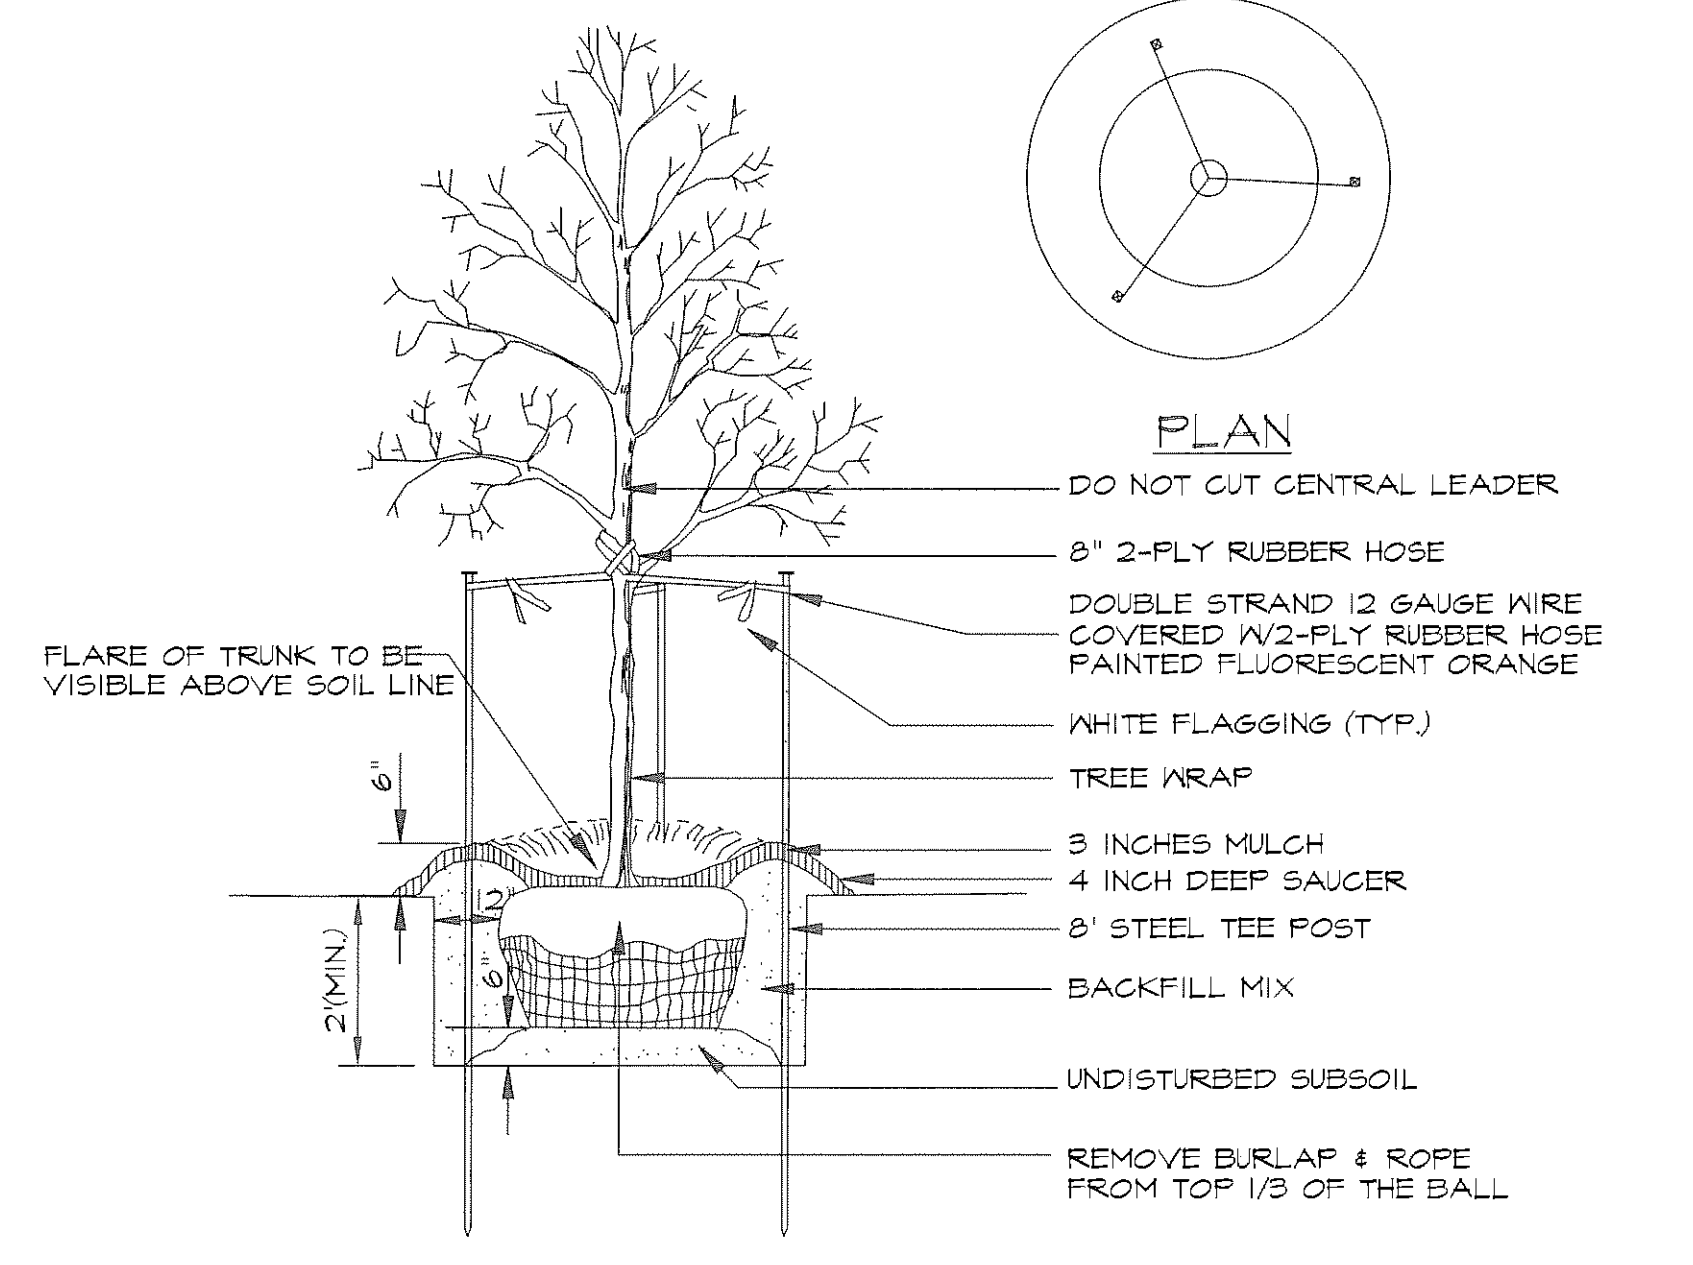 PLAN
DO NOT CUT CENTRAL LEADER
8" 2-PLY RUBBER HOSE
DOUBLE STRAND 12 GAUGE WIRE
COVERED W/2-PLY RUBBER HOSE
PAINTED FLUORESCENT ORANGE
FLARE OF TRUNK TO BE
VISIBLE ABOVE SOIL LINE
WHITE FLAGGING (TYP.)
6"
TREE WRAP
3 INCHES MULCH
4 INCH DEEP SAUCER
12"
8' STEEL TEE POST
2'(MIN.)
6"
BACKFILL MIX
UNDISTURBED SUBSOIL
REMOVE BURLAP & ROPE
FROM TOP 1/3 OF THE BALL